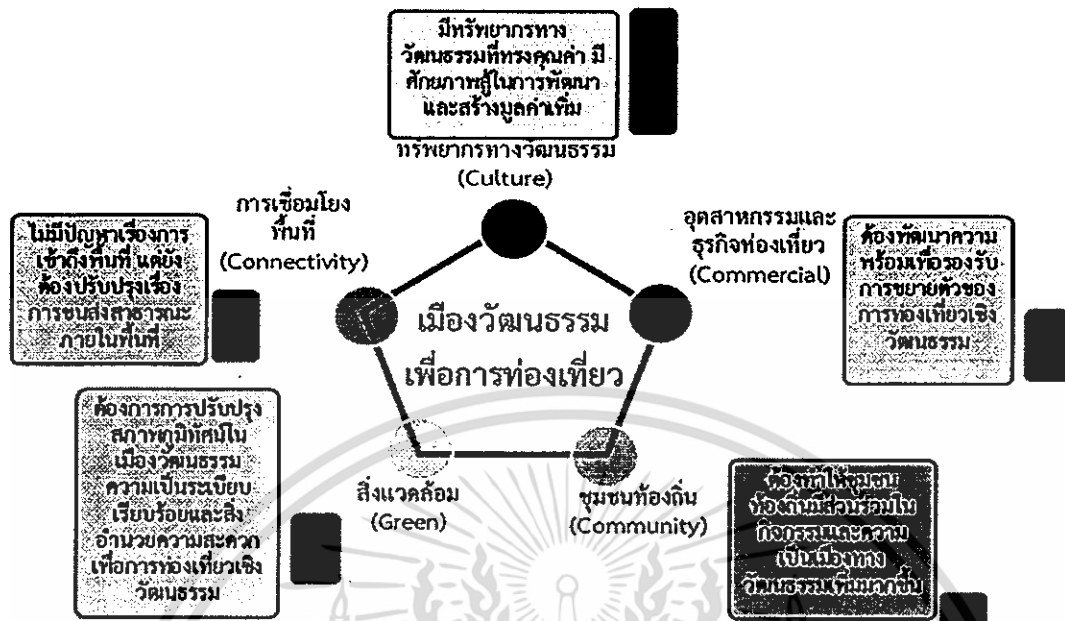 มีทรัพยากรทาง
วัฒนธรรมที่ทรงคุณค่า มี
ศักยภาพสู้ในการพัฒนา
และสร้างมูลค่าเพิ่ม
ทรัพยากรทางวัฒนธรรม
(Culture)
การเชื่อมโยง
พื้นที่
(Connectivity)
ไม่มีปัญหาเรื่องการ
เข้าถึงพื้นที่ แต่ยัง
ต้องปรับปรุงเรื่อง
การขนส่งสาธารณะ
ภายในพื้นที่
อุตสาหกรรมและ
ธุรกิจท่องเที่ยว
(Commercial)
ต้องพัฒนาความ
พร้อมเพื่อรองรับ
การขยายตัวของ
การท่องเที่ยวเชิง
วัฒนธรรม
เมืองวัฒนธรรม
เพื่อการท่องเที่ยว
ต้องการการปรับปรุง
สภาพภูมิทัศน์ใน
เมืองวัฒนธรรม
ความเป็นระเบียบ
เรียบร้อยและสิ่ง
อำนวยความสะดวก
เพื่อการท่องเที่ยวเชิง
วัฒนธรรม
สิ่งแวดล้อม
(Green)
ชุมชนท้องถิ่น
(Community)
ต้องทำให้ชุมชน
ท้องถิ่นมีส่วนร่วมใน
กิจกรรมและความ
เป็นเมืองทาง
วัฒนธรรมเพิ่มมากขึ้น